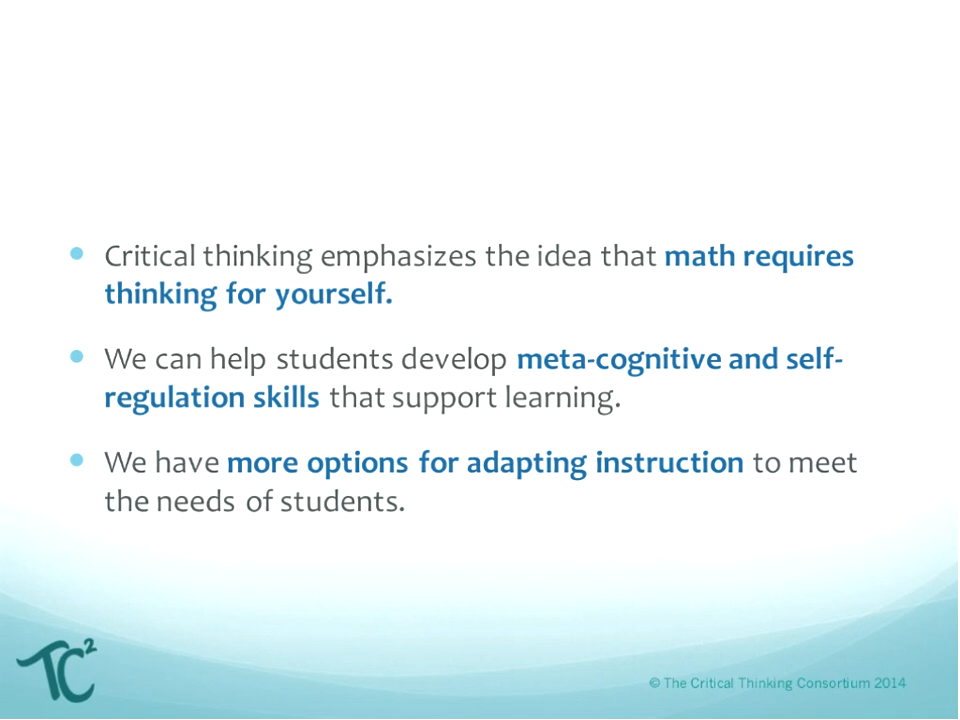 • Critical thinking emphasizes the idea that math requires
thinking for yourself.
• We can help students develop meta-cognitive and self-
regulation skills that support learning.
• We have more options for adapting instruction to meet
the needs of students.
TC²
© The Critical Thinking Consortium 2014